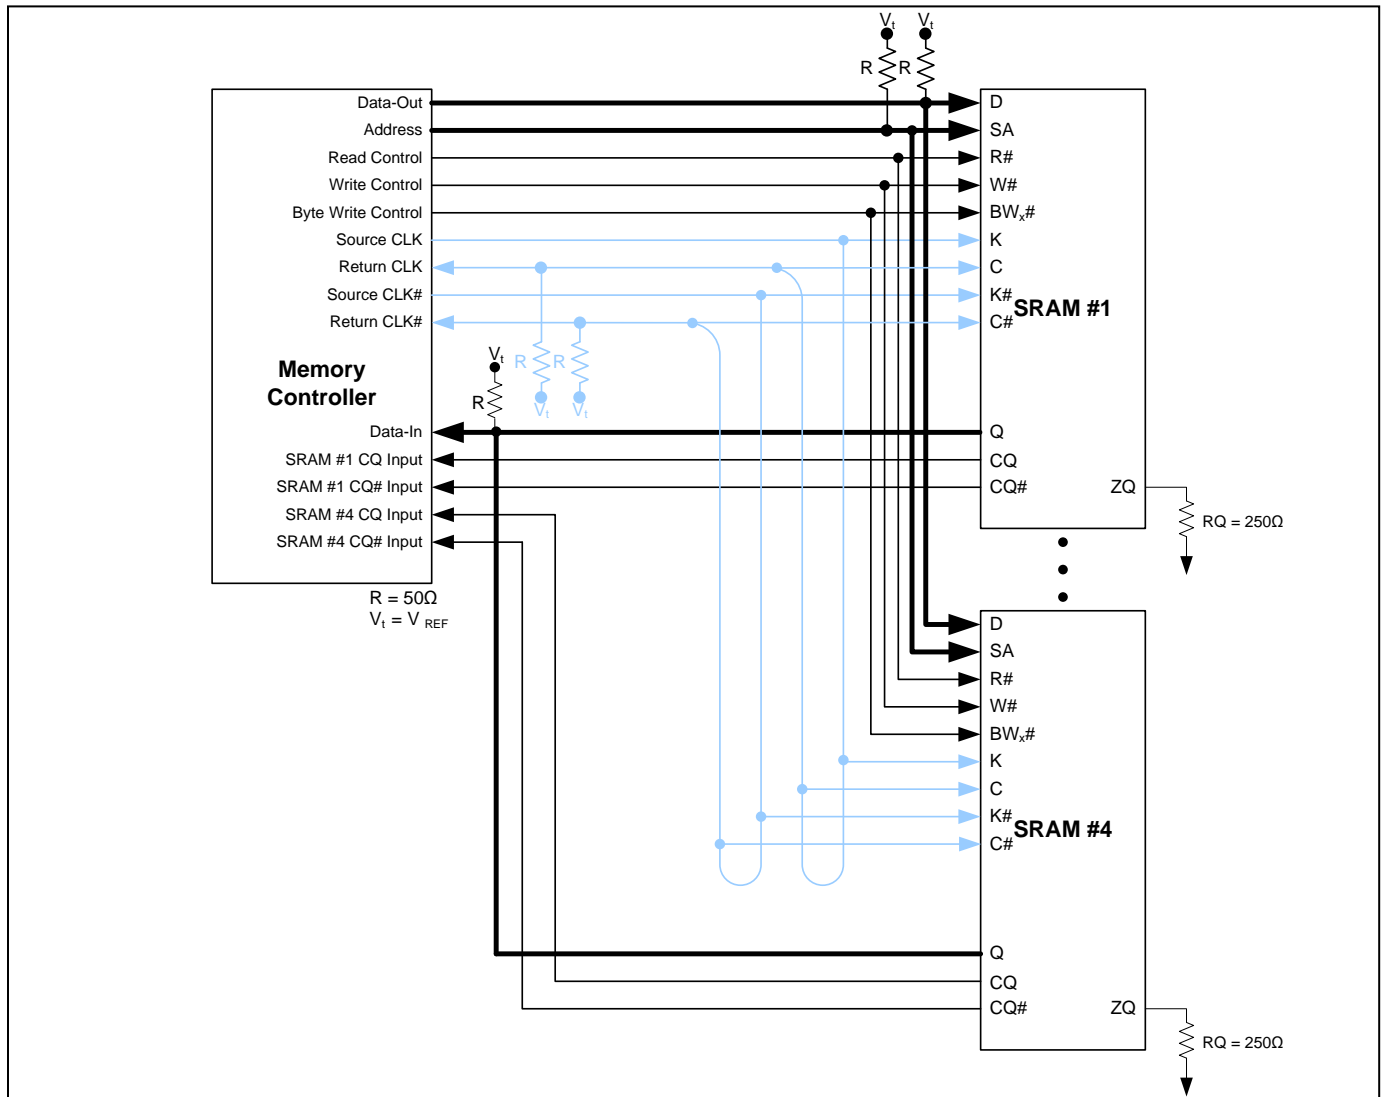 Vt Vt
R R
Data-Out
Address
Read Control
Write Control
Byte Write Control
Source CLK
Return CLK
Source CLK#
Return CLK#
Memory
Controller
Data-In
SRAM #1 CQ Input
SRAM #1 CQ# Input
SRAM #4 CQ Input
SRAM #4 CQ# Input
R = 50Ω
Vt = V REF
R R
Vt Vt
Vt
R
D
SA
R#
W#
BWx#
K
C
K#
C#
SRAM #1
Q
CQ
CQ#
ZQ
RQ = 250Ω
D
SA
R#
W#
BWx#
K
C
K#
C#
SRAM #4
Q
CQ
CQ#
ZQ
RQ = 250Ω